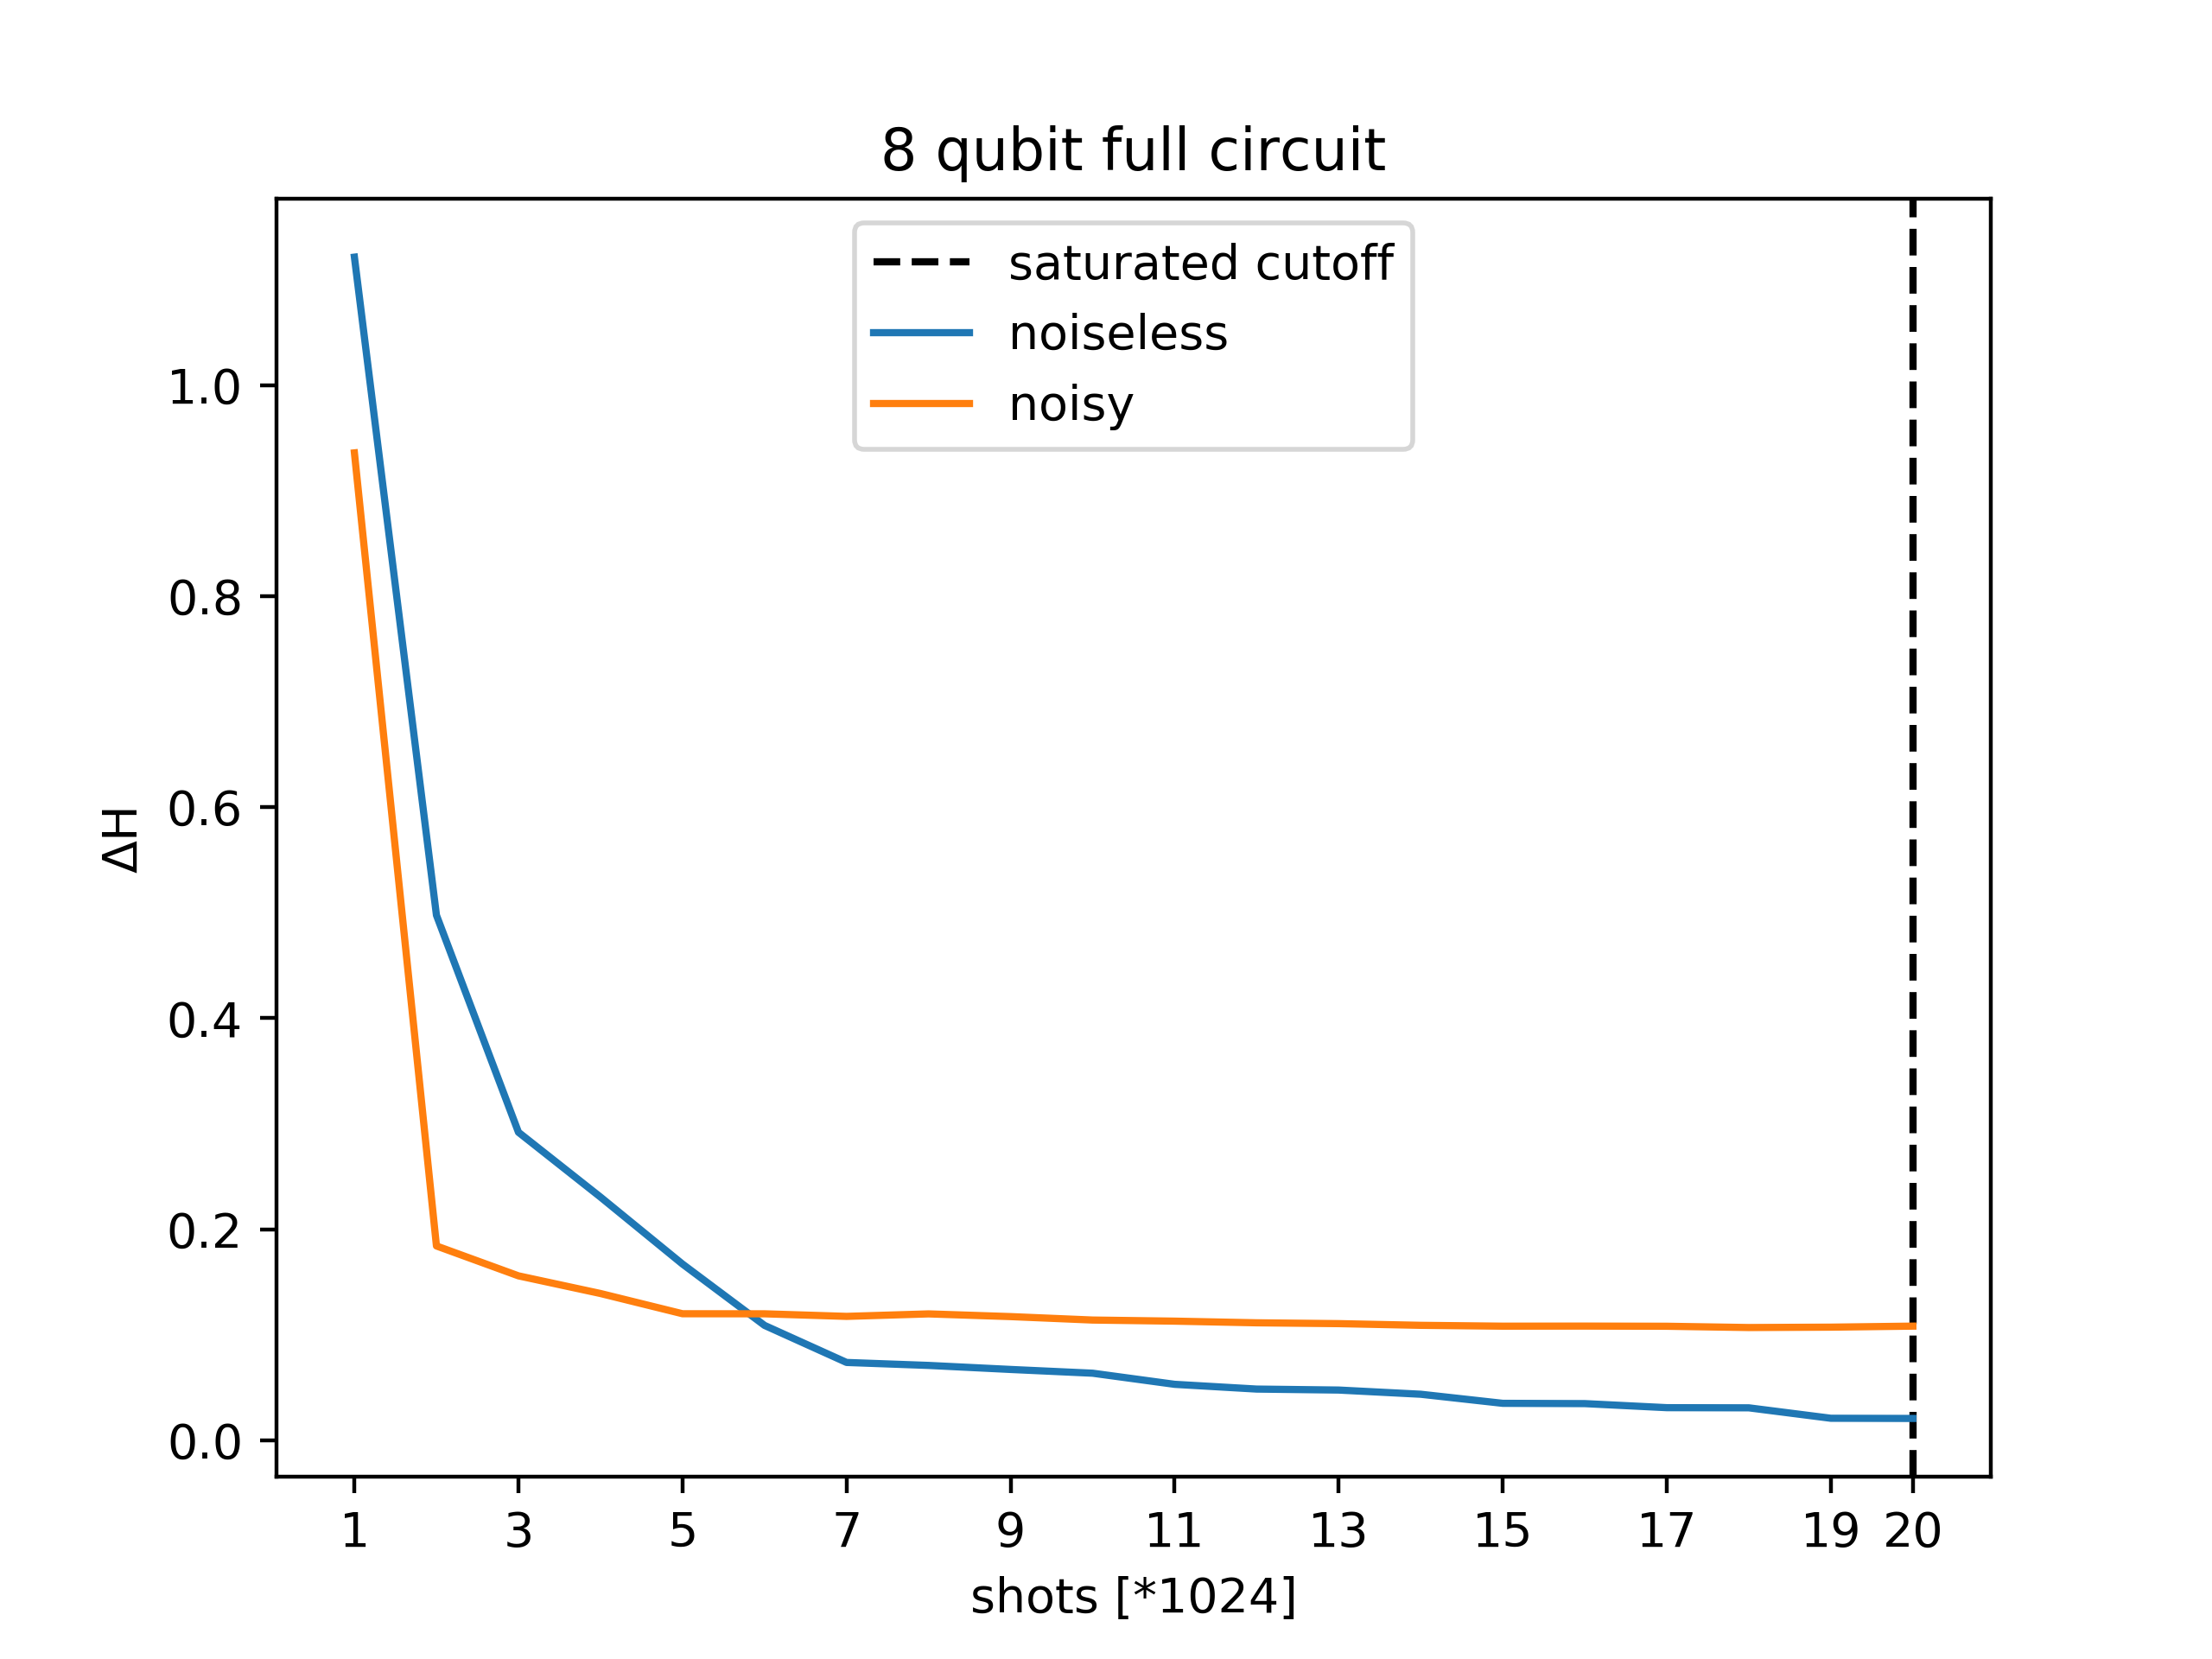 8 qubit full circuit
saturated cutoff
noiseless
noisy
1.0
0.8
0.6
0.4
0.2
0.0
ΔH
1 3 5 7 9 11 13 15 17 19 20
shots [*1024]